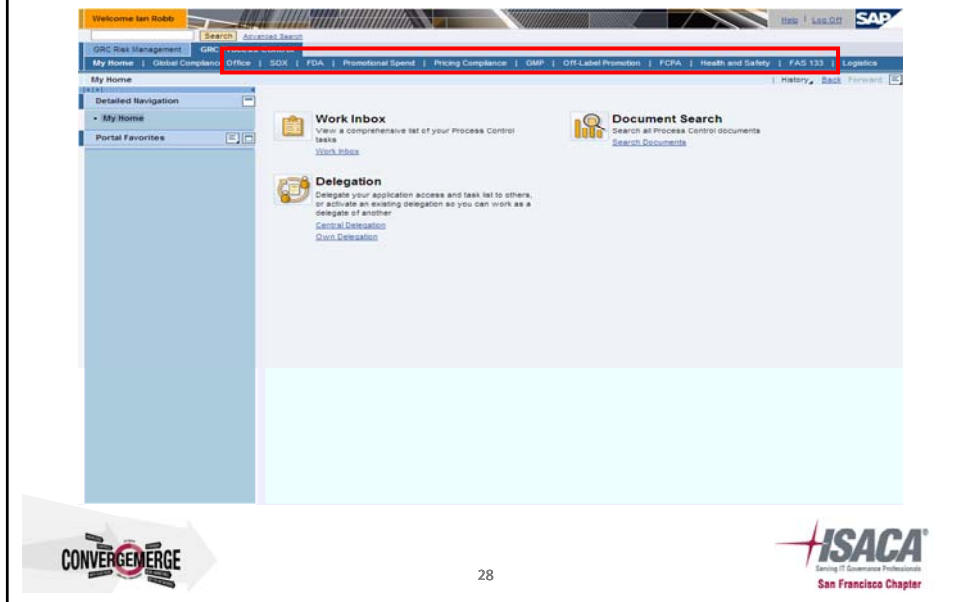 Welcome Ian Robb
Help | Log Off
SAP
Search Advanced Search
GRC Risk Management GRC Process Control
My Home | Global Compliance Office | SOX | FDA | Promotional Spend | Pricing Compliance | GMP | Off-Label Promotion | FCPA | Health and Safety | FAS 133 | Logistics
My Home | History Back Forward
Detailed Navigation
• My Home
Portal Favorites
Work Inbox
View a comprehensive list of your Process Control
tasks
Work Inbox
Document Search
Search all Process Control documents
Search Documents
Delegation
Delegate your application access and task list to others,
or activate an existing delegation so you can work as a
delegate of another
Central Delegation
Own Delegation
CONVERGEMERGE
28
ISACA®
Serving IT Governance Professionals
San Francisco Chapter